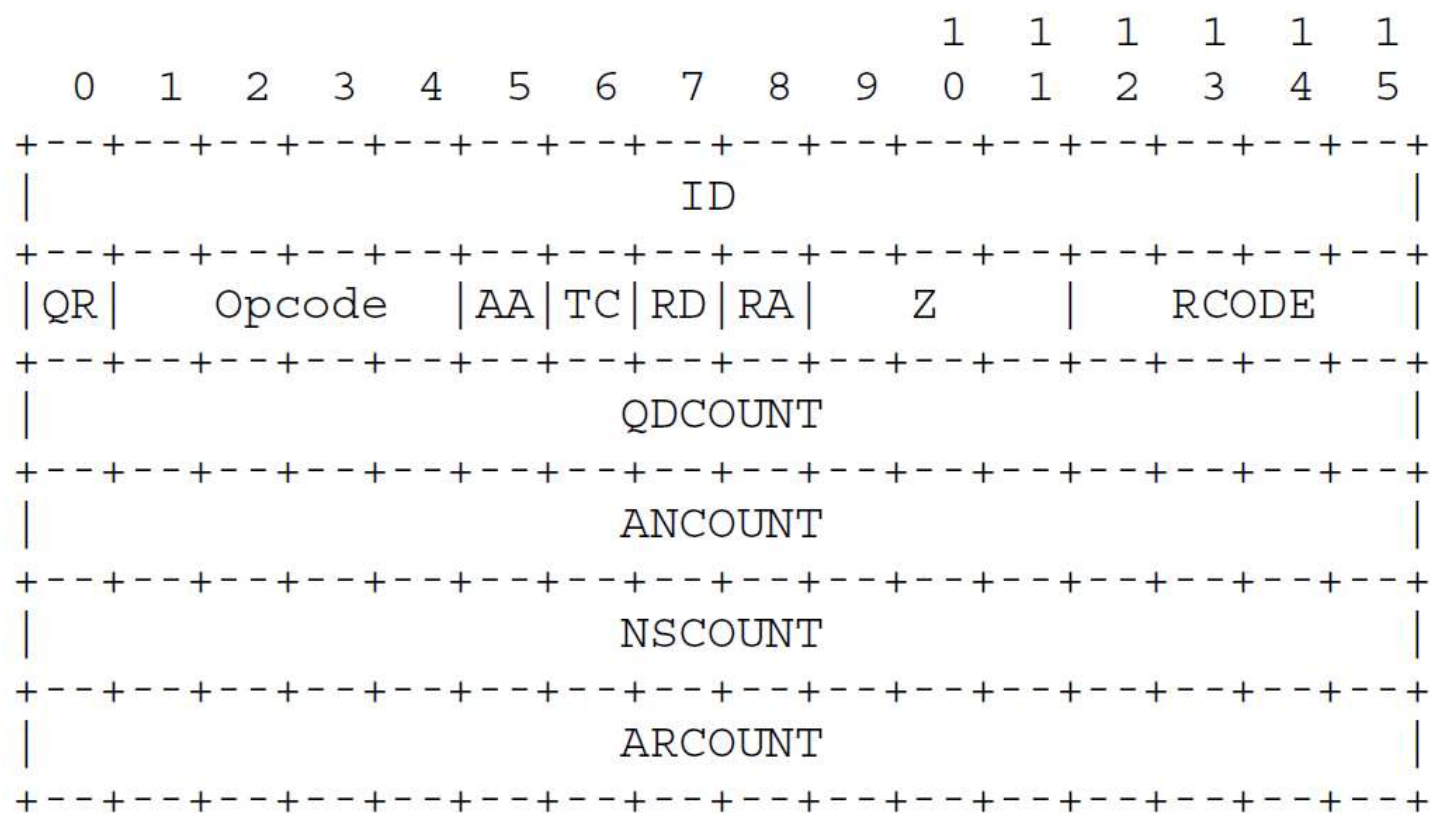 1  1  1  1  1  1
  0  1  2  3  4  5  6  7  8  9  0  1  2  3  4  5
+--+--+--+--+--+--+--+--+--+--+--+--+--+--+--+--+
|                      ID                       |
+--+--+--+--+--+--+--+--+--+--+--+--+--+--+--+--+
|QR|   Opcode  |AA|TC|RD|RA|   Z    |   RCODE   |
+--+--+--+--+--+--+--+--+--+--+--+--+--+--+--+--+
|                    QDCOUNT                    |
+--+--+--+--+--+--+--+--+--+--+--+--+--+--+--+--+
|                    ANCOUNT                    |
+--+--+--+--+--+--+--+--+--+--+--+--+--+--+--+--+
|                    NSCOUNT                    |
+--+--+--+--+--+--+--+--+--+--+--+--+--+--+--+--+
|                    ARCOUNT                    |
+--+--+--+--+--+--+--+--+--+--+--+--+--+--+--+--+